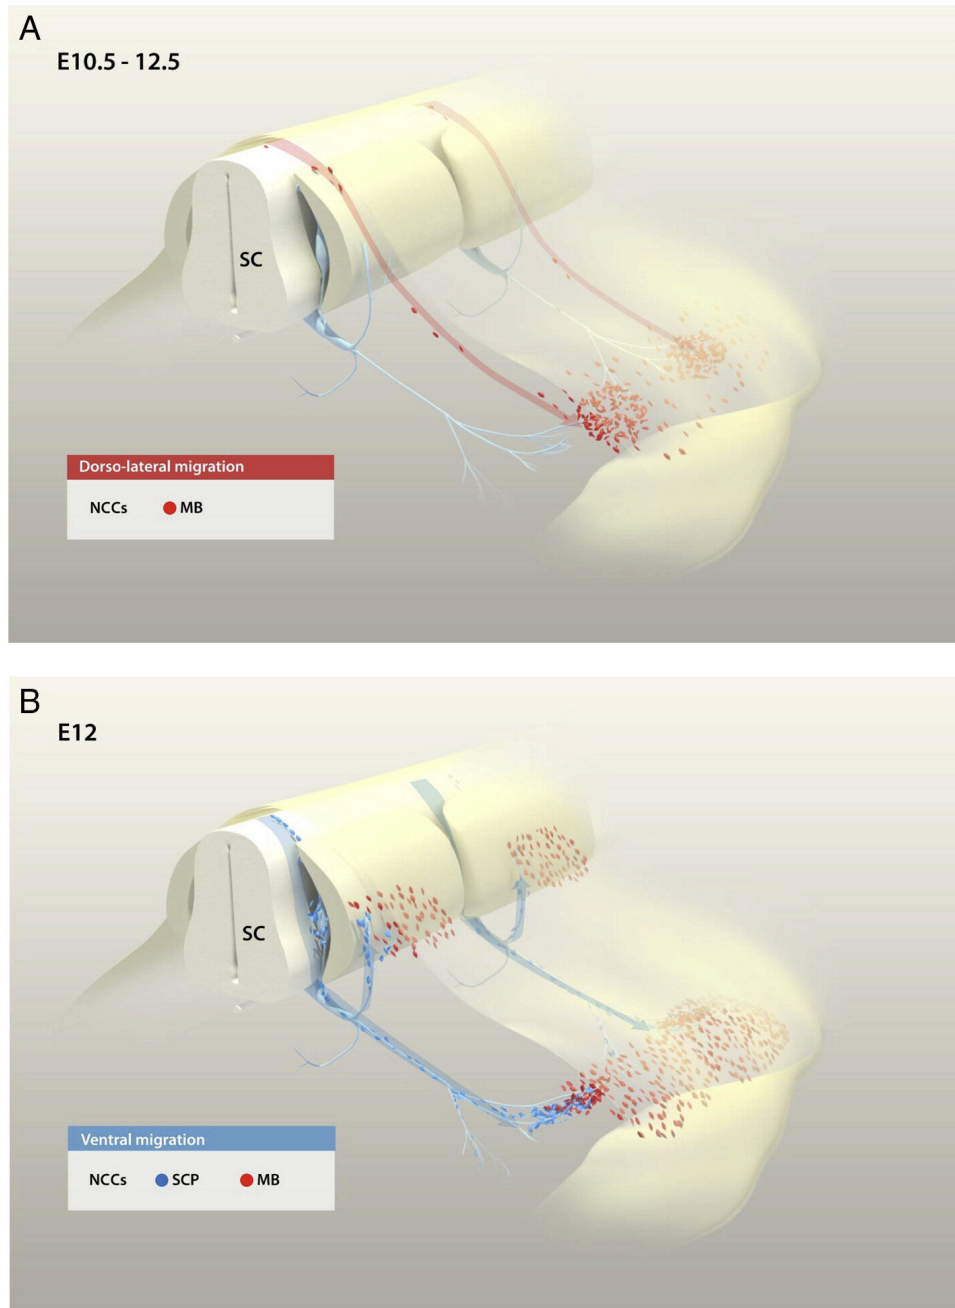 A
E10.5 - 12.5
SC
Dorso-lateral migration
NCCs MB
B
E12
SC
Ventral migration
NCCs SCP MB